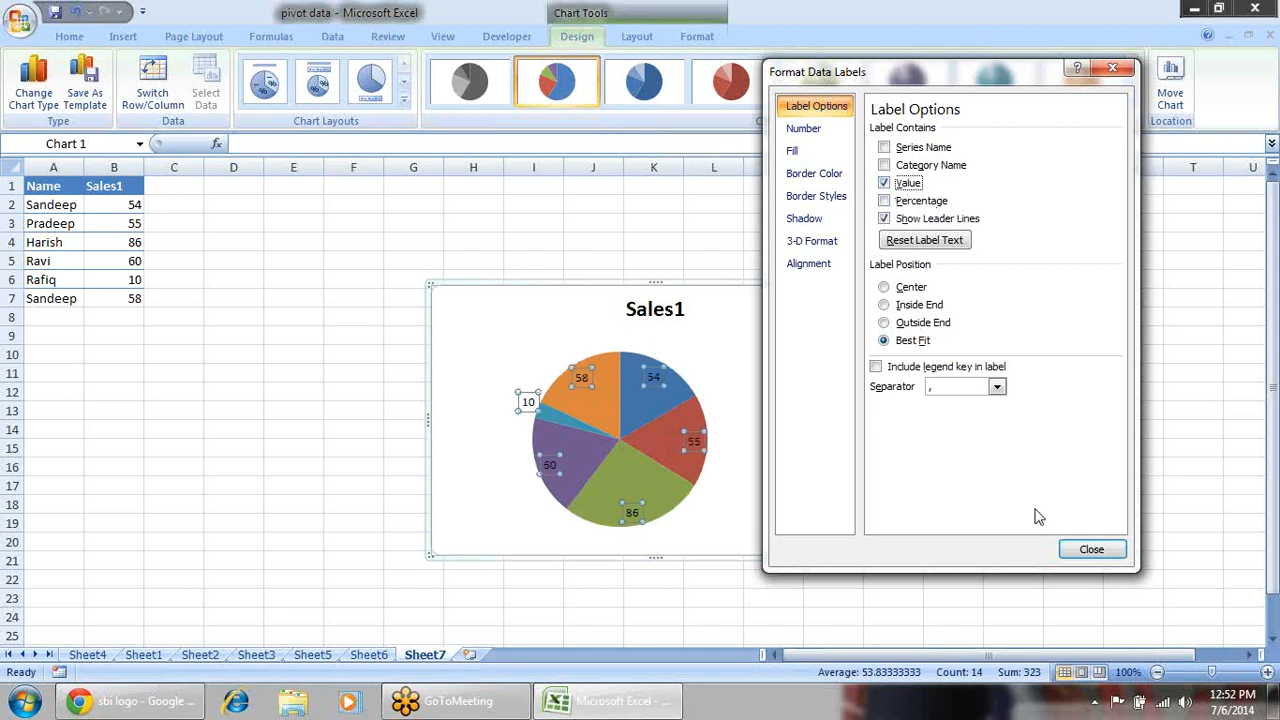 pivot data - Microsoft Excel
Chart Tools
Home
Insert
Page Layout
Formulas
Data
Review
View
Developer
Design
Layout
Format
Change Chart Type
Save As Template
Switch Row/Column
Select Data
Move Chart
Type
Data
Chart Layouts
Location
Chart 1
fx
A B C D E F G H I J K L T U
1 Name Sales1
2 Sandeep 54
3 Pradeep 55
4 Harish 86
5 Ravi 60
6 Rafiq 10
7 Sandeep 58
8
9
10
11
12
13
14
15
16
17
18
19
20
21
22
23
24
25
Sales1
58
54
10
55
86
Format Data Labels
?
Label Options
Number
Fill
Border Color
Border Styles
Shadow
3-D Format
Alignment
Label Options
Label Contains
Series Name
Category Name
Value
Percentage
Show Leader Lines
Reset Label Text
Label Position
Center
Inside End
Outside End
Best Fit
Include legend key in label
Separator ,
Close
Sheet4 Sheet1 Sheet2 Sheet3 Sheet5 Sheet6 Sheet7
Ready
Average: 53.83333333 Count: 14 Sum: 323
100%
sbi logo - Google ...
GoToMeeting
Microsoft Excel - ...
12:52 PM
7/6/2014